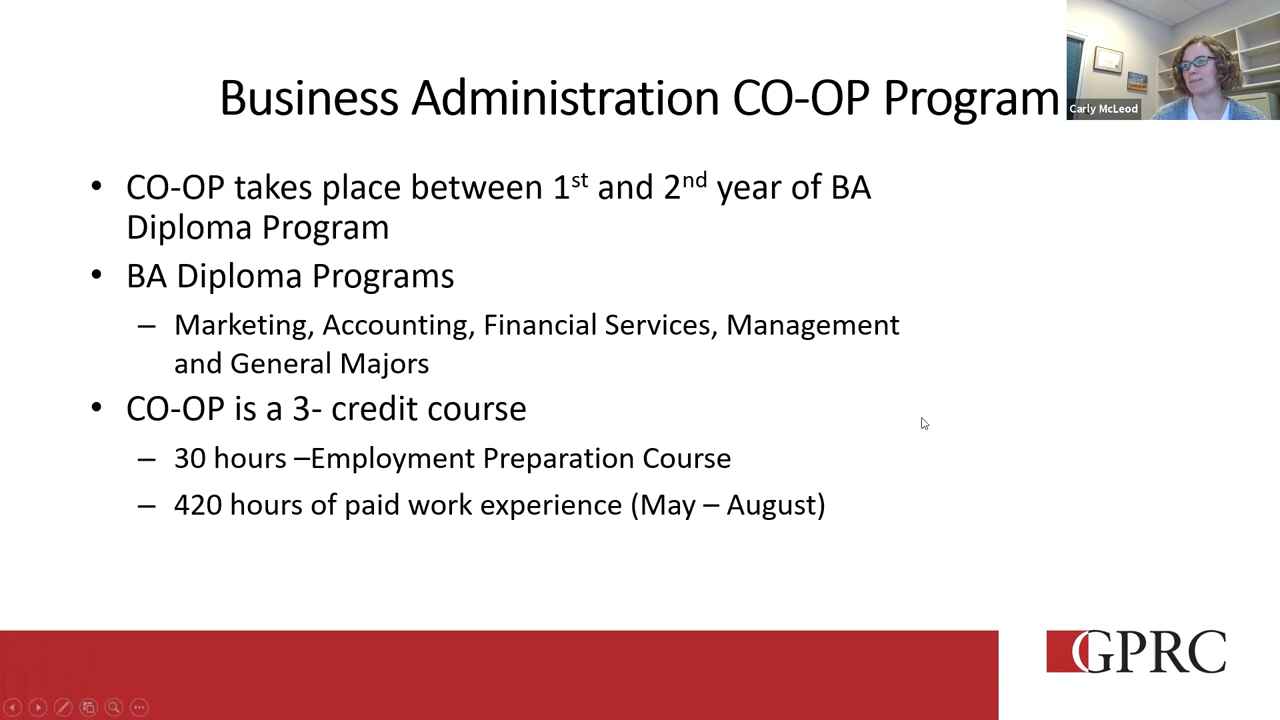 Business Administration CO-OP Program
Carly McLeod
• CO-OP takes place between 1st and 2nd year of BA
Diploma Program
• BA Diploma Programs
– Marketing, Accounting, Financial Services, Management
and General Majors
• CO-OP is a 3- credit course
– 30 hours –Employment Preparation Course
– 420 hours of paid work experience (May – August)
GPRC